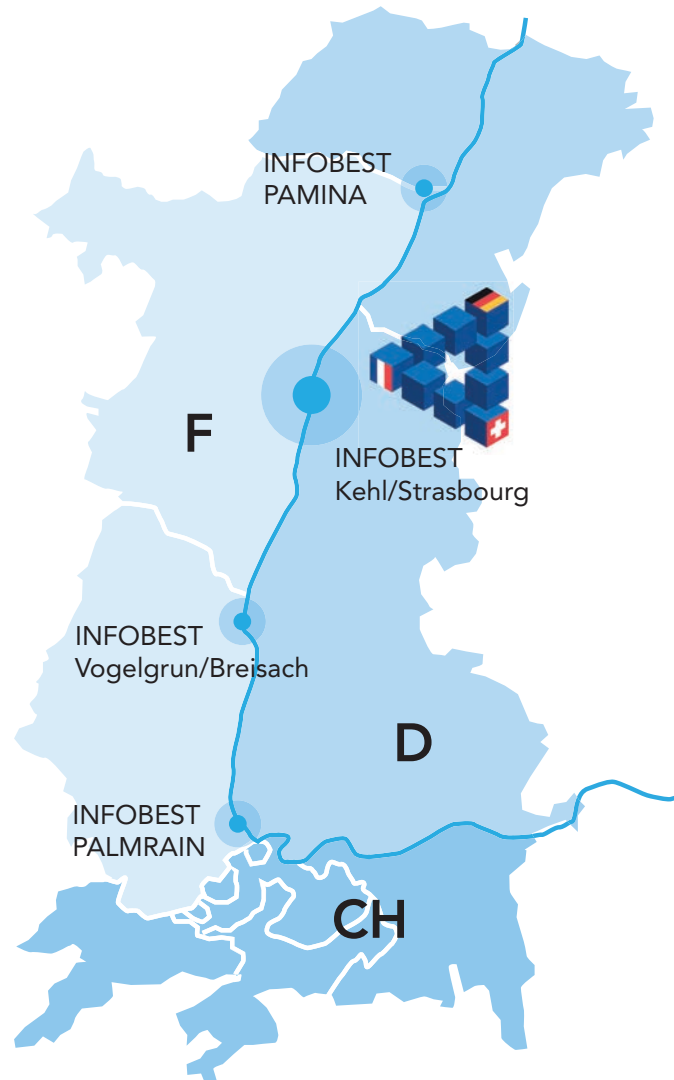 INFOBEST
PAMINA
F
INFOBEST
Kehl/Strasbourg
INFOBEST
Vogelgrun/Breisach
D
INFOBEST
PALMRAIN
CH